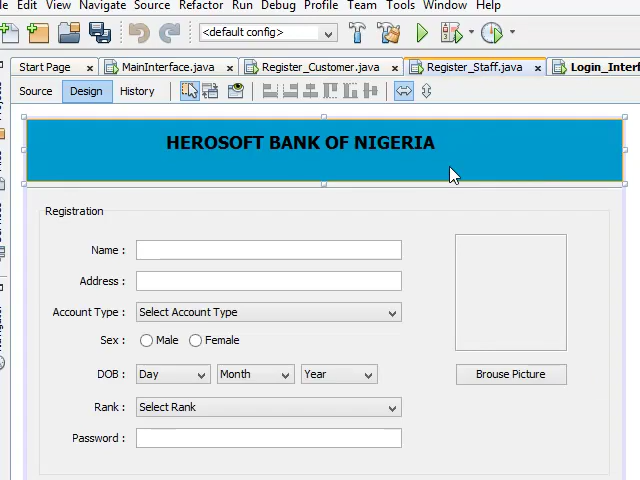 le Edit View Navigate Source Refactor Run Debug Profile Team Tools Window Help
<default config>
Start Page MainInterface.java Register_Customer.java Register_Staff.java Login_Interf
Source Design History
HEROSOFT BANK OF NIGERIA
Registration
Name :
Address :
Account Type : Select Account Type
Sex : Male Female
DOB : Day Month Year
Brouse Picture
Rank : Select Rank
Password :